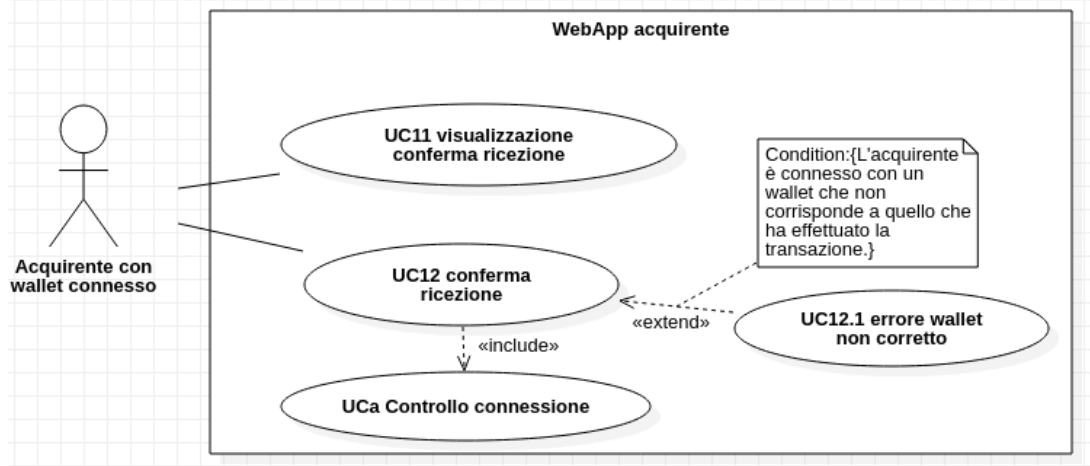 WebApp acquirente
UC11 visualizzazione
conferma ricezione
Condition:{L'acquirente
è connesso con un
wallet che non
corrisponde a quello che
ha effettuato la
transazione.}
Acquirente con
wallet connesso
UC12 conferma
ricezione
«extend»
UC12.1 errore wallet
non corretto
«include»
UCa Controllo connessione